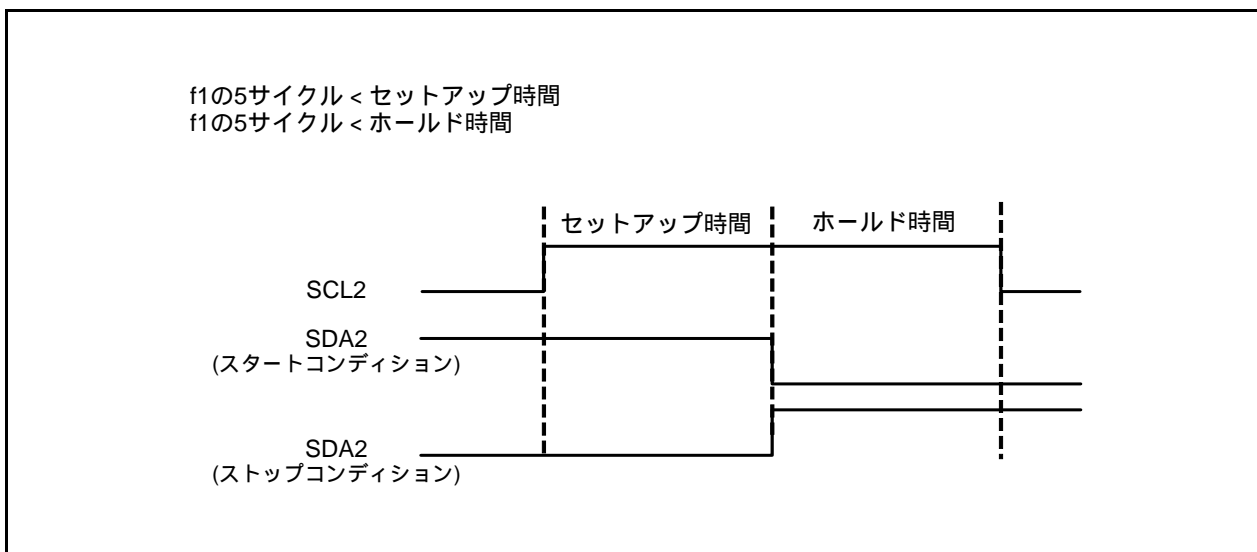 f1の5サイクル < セットアップ時間
f1の5サイクル < ホールド時間
セットアップ時間 ホールド時間
SCL2
SDA2
(スタートコンディション)
SDA2
(ストップコンディション)